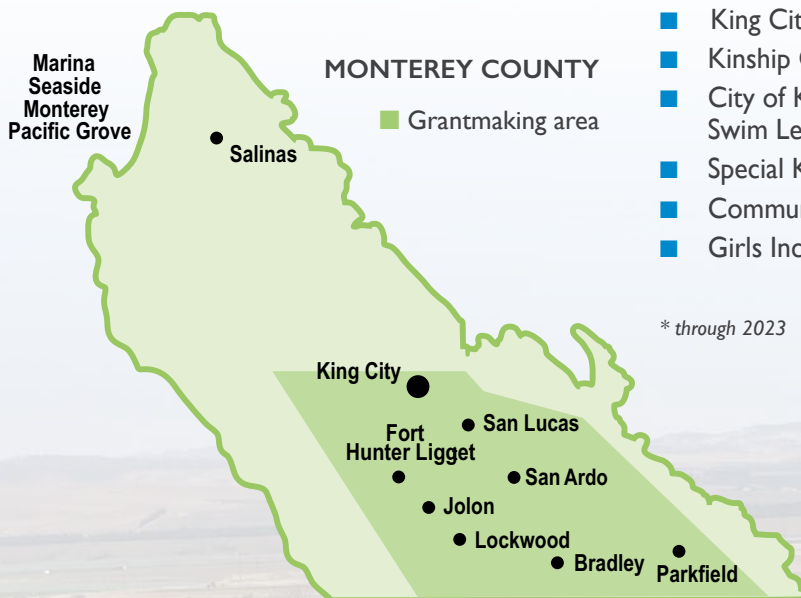 Marina
Seaside
Monterey
Pacific Grove
MONTEREY COUNTY
Grantmaking area
Salinas
King City
San Lucas
Fort
Hunter Ligget
San Ardo
Jolon
Lockwood
Bradley
Parkfield
King Cit
Kinship
City of K
Swim Le
Special K
Commu
Girls Inc
* through 2023